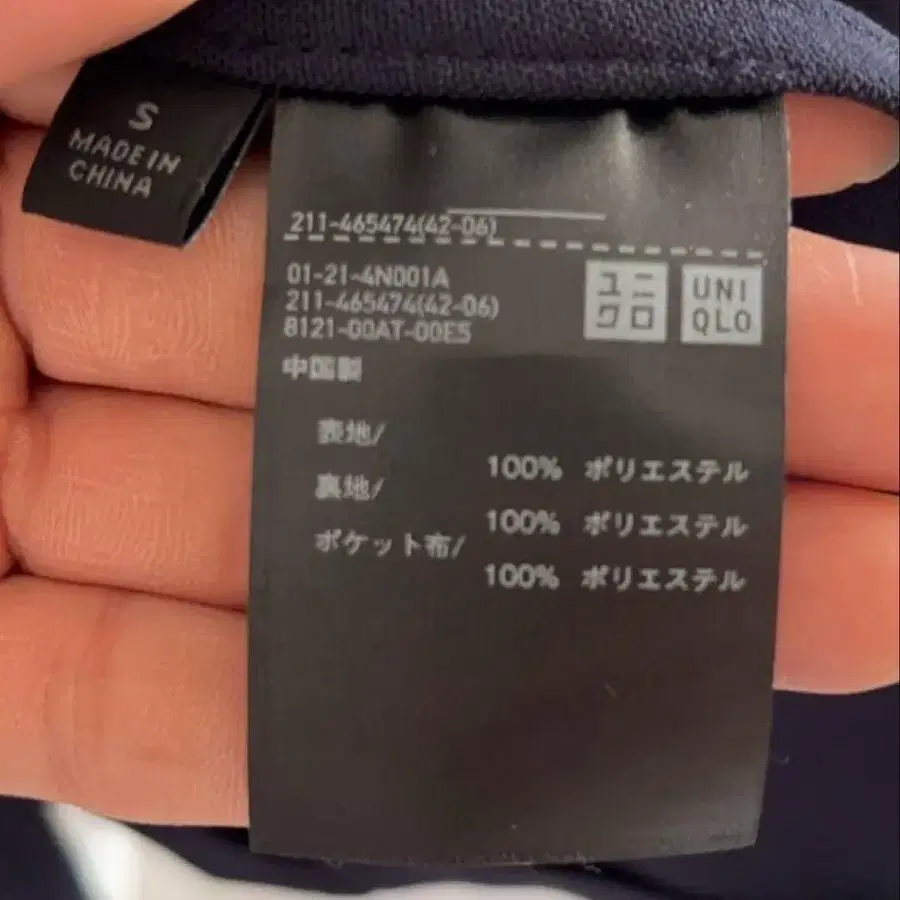 S
MADE IN
CHINA
211-465474(42-06)
01-21-4N001A
211-465474(42-06)
8121-00AT-00ES
中国製
ユニ
クロ
UNI
QLO
表地/
100% ポリエステル
裏地/
100% ポリエステル
ポケット布/
100% ポリエステル